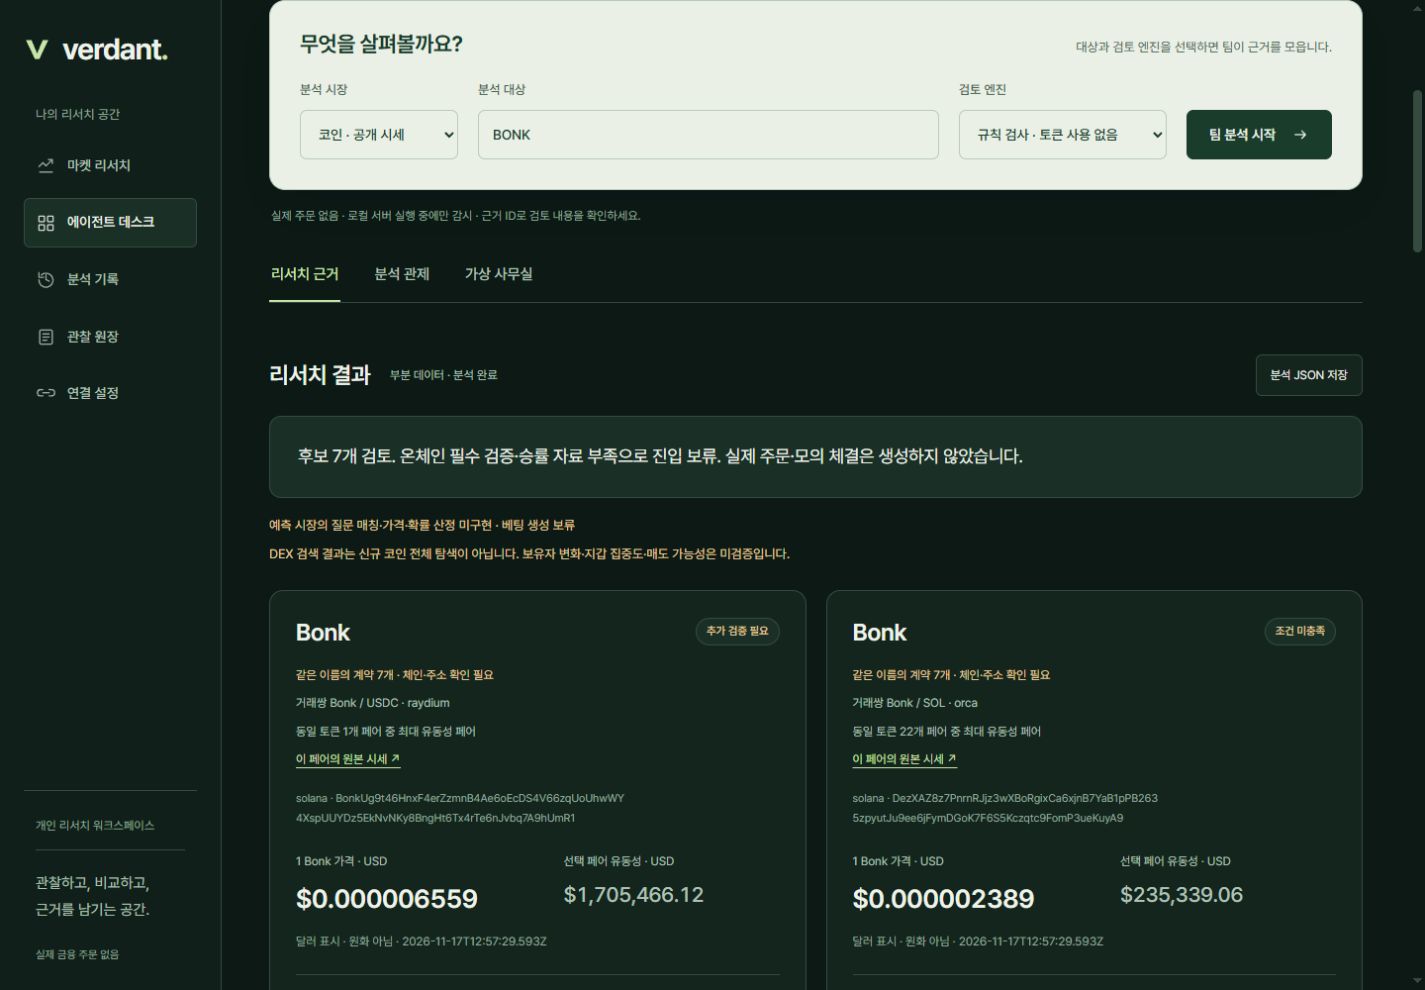 verdant.
나의 리서치 공간
마켓 리서치
에이전트 데스크
분석 기록
관찰 원장
연결 설정
개인 리서치 워크스페이스
관찰하고, 비교하고,
근거를 남기는 공간.
실제 금융 주문 없음
무엇을 살펴볼까요?
대상과 검토 엔진을 선택하면 팀이 근거를 모읍니다.
분석 시장
분석 대상
검토 엔진
코인 · 공개 시세
BONK
규칙 검사 · 토큰 사용 없음
팀 분석 시작 →
실제 주문 없음 · 로컬 서버 실행 중에만 감시 · 근거 ID로 검토 내용을 확인하세요.
리서치 근거
분석 관제
가상 사무실
리서치 결과
부분 데이터 · 분석 완료
분석 JSON 저장
후보 7개 검토. 온체인 필수 검증·승률 자료 부족으로 진입 보류. 실제 주문·모의 체결은 생성하지 않았습니다.
예측 시장의 질문 매칭·가격·확률 산정 미구현 · 베팅 생성 보류
DEX 검색 결과는 신규 코인 전체 탐색이 아닙니다. 보유자 변화·지갑 집중도·매도 가능성은 미검증입니다.
Bonk
추가 검증 필요
같은 이름의 계약 7개 · 체인·주소 확인 필요
거래쌍 Bonk / USDC · raydium
동일 토큰 1개 페어 중 최대 유동성 페어
이 페어의 원본 시세 ↗
solana · BonkUg9t46HnxF4erZzmnB4Ae6oEcDS4V66zqUoUhwWY
4XspUUYDz5EkNvNKy8BngHt6Tx4rTe6nJvbq7A9hUmR1
1 Bonk 가격 · USD
선택 페어 유동성 · USD
$0.000006559
$1,705,466.12
달러 표시 · 원화 아님 · 2026-11-17T12:57:29.593Z
Bonk
조건 미충족
같은 이름의 계약 7개 · 체인·주소 확인 필요
거래쌍 Bonk / SOL · orca
동일 토큰 22개 페어 중 최대 유동성 페어
이 페어의 원본 시세 ↗
solana · DezXAZ8z7PnrnRJjz3wXBoRgixCa6xjnB7YaB1pPB263
5zpyutJu9ee6jFymDGoK7F6S5Kczqtc9FomP3ueKuyA9
1 Bonk 가격 · USD
선택 페어 유동성 · USD
$0.000002389
$235,339.06
달러 표시 · 원화 아님 · 2026-11-17T12:57:29.593Z